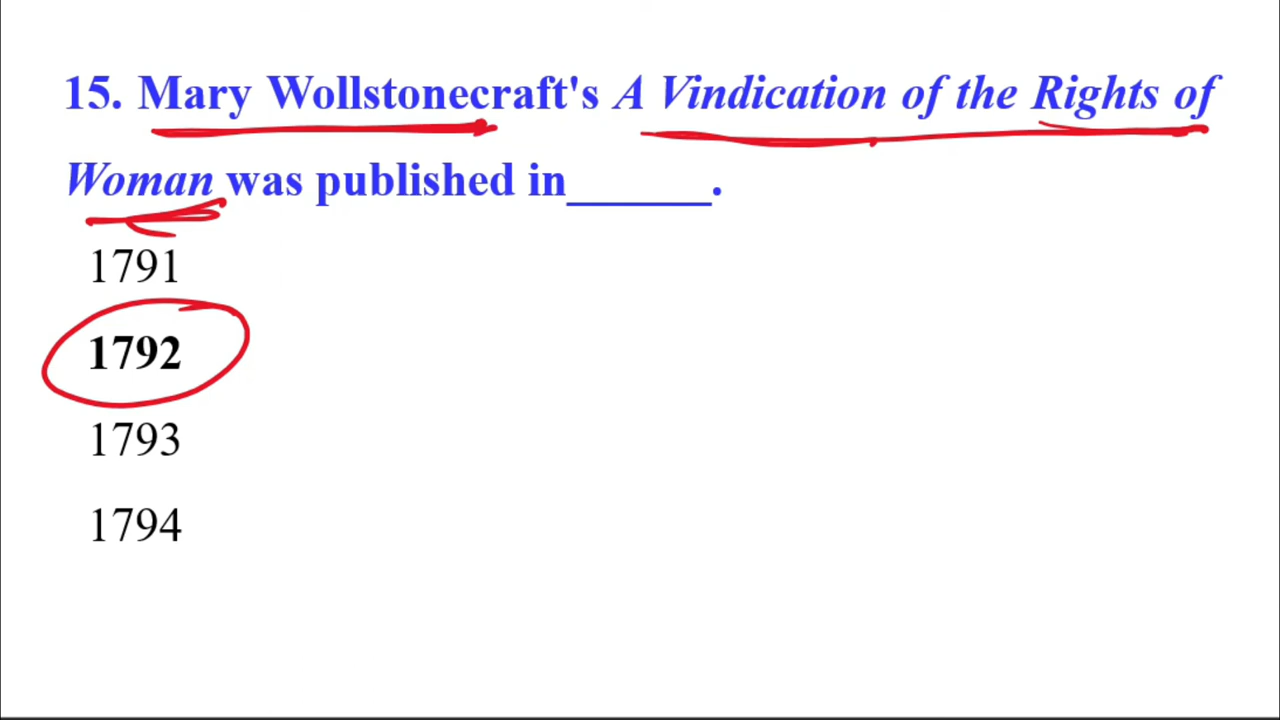 15. Mary Wollstonecraft's A Vindication of the Rights of
Woman was published in______.
1791
1792
1793
1794